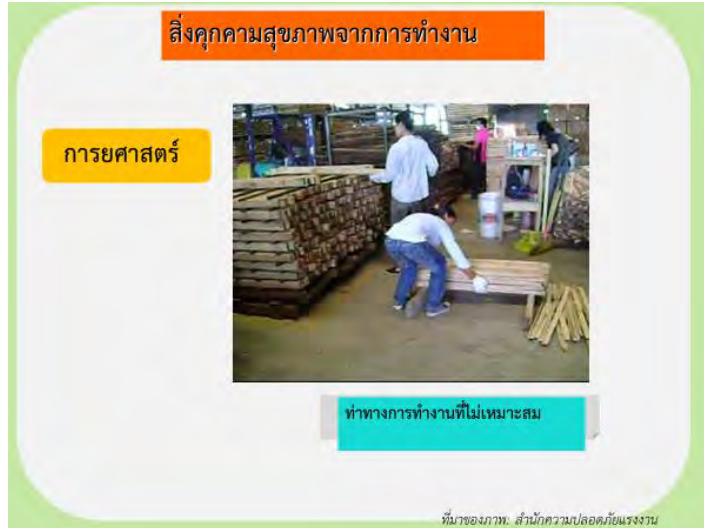 สิ่งคุกคามสุขภาพจากการทำงาน
การยศาสตร์
ท่าทางการทำงานที่ไม่เหมาะสม
ที่มาของภาพ: สำนักความปลอดภัยแรงงาน